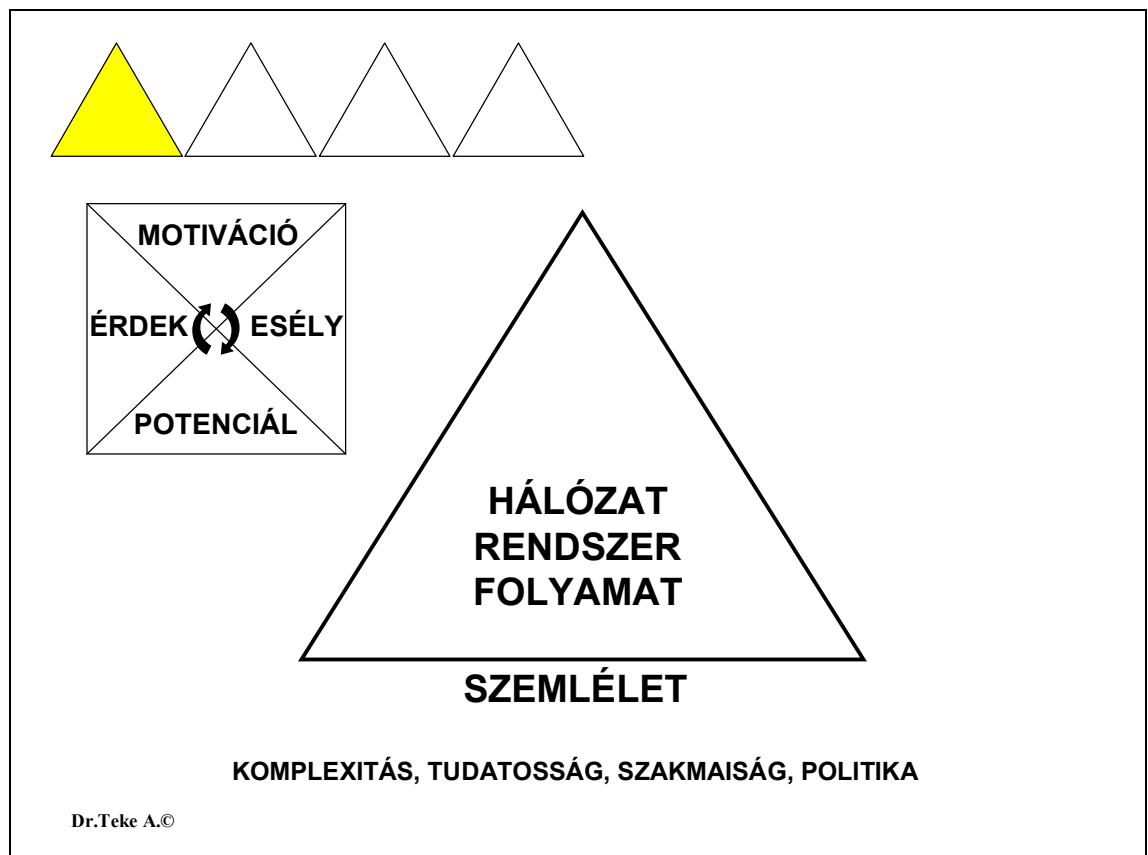 MOTIVÁCIÓ
ÉRDEK ESÉLY
POTENCIÁL
HÁLÓZAT
RENDSZER
FOLYAMAT
SZEMLÉLET
KOMPLEXITÁS, TUDATOSSÁG, SZAKMAISÁG, POLITIKA
Dr.Teke A.©